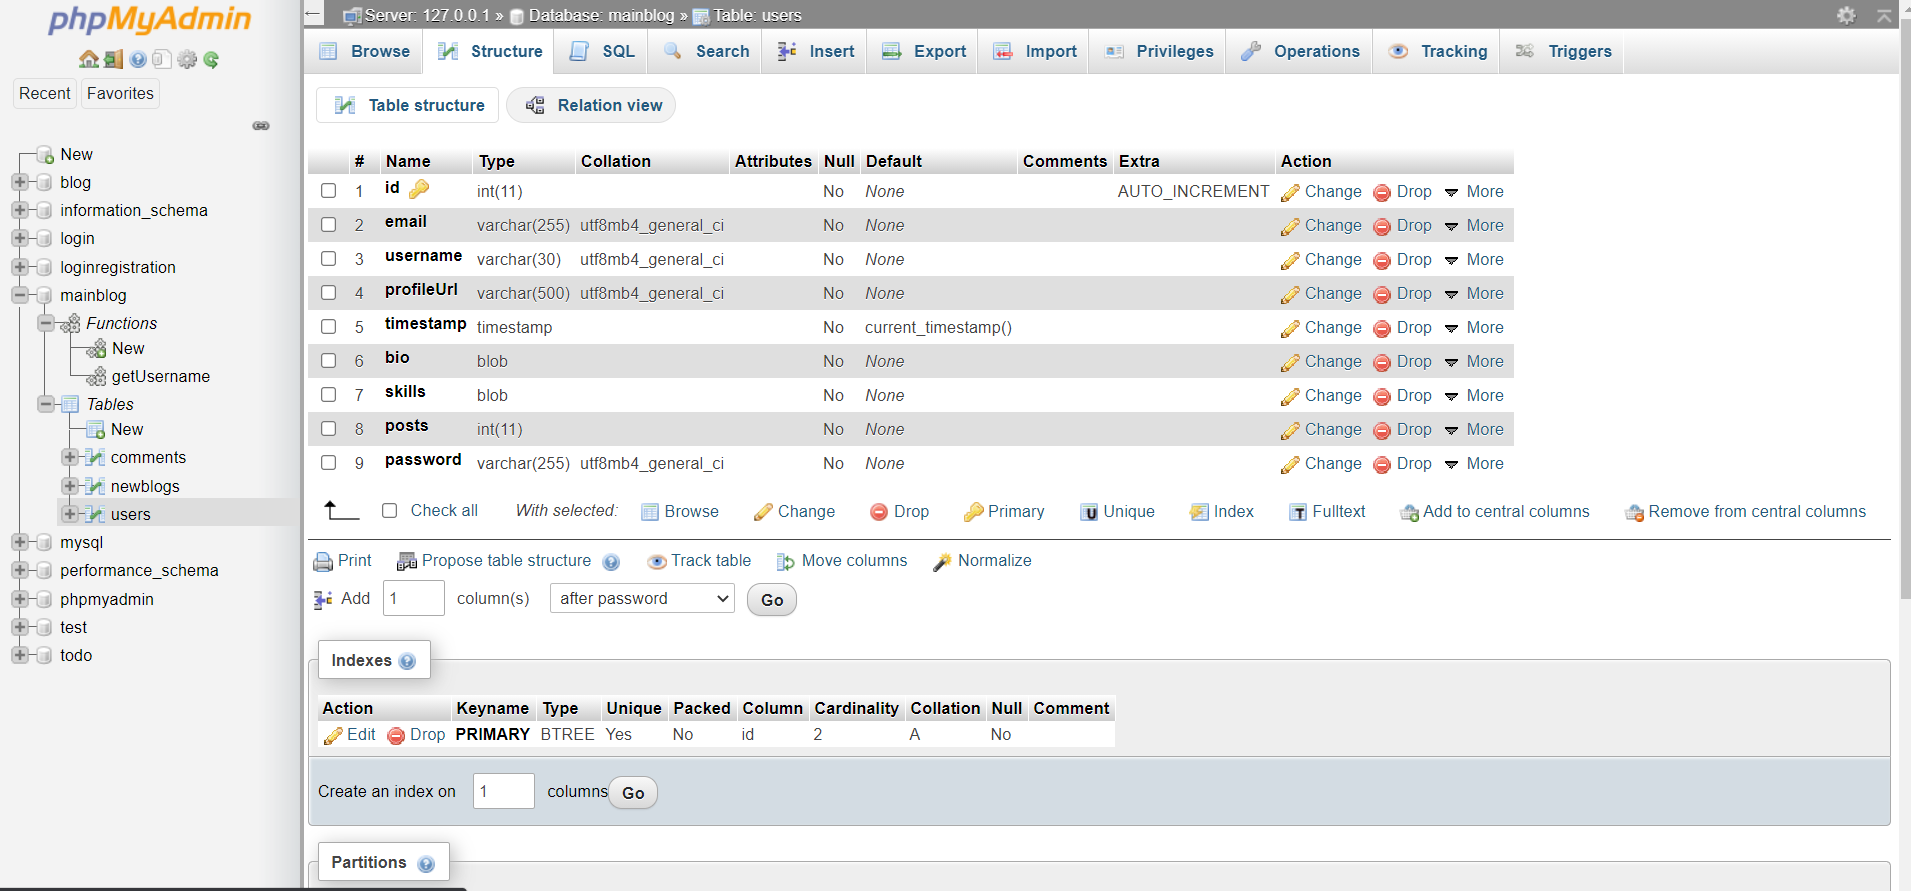 phpMyAdmin
Recent Favorites
New
blog
information_schema
login
loginregistration
mainblog
Functions
New
getUsername
Tables
New
comments
newblogs
users
mysql
performance_schema
phpmyadmin
test
todo
Server: 127.0.0.1 » Database: mainblog » Table: users
Browse Structure SQL Search Insert Export Import Privileges Operations Tracking Triggers
Table structure Relation view
# Name Type Collation Attributes Null Default Comments Extra Action
1 id int(11) No None AUTO_INCREMENT Change Drop More
2 email varchar(255) utf8mb4_general_ci No None Change Drop More
3 username varchar(30) utf8mb4_general_ci No None Change Drop More
4 profileUrl varchar(500) utf8mb4_general_ci No None Change Drop More
5 timestamp timestamp No current_timestamp() Change Drop More
6 bio blob No None Change Drop More
7 skills blob No None Change Drop More
8 posts int(11) No None Change Drop More
9 password varchar(255) utf8mb4_general_ci No None Change Drop More
Check all With selected: Browse Change Drop Primary Unique Index Fulltext Add to central columns Remove from central columns
Print Propose table structure Track table Move columns Normalize
Add 1 column(s) after password Go
Indexes
Action Keyname Type Unique Packed Column Cardinality Collation Null Comment
Edit Drop PRIMARY BTREE Yes No id 2 A No
Create an index on 1 columns Go
Partitions